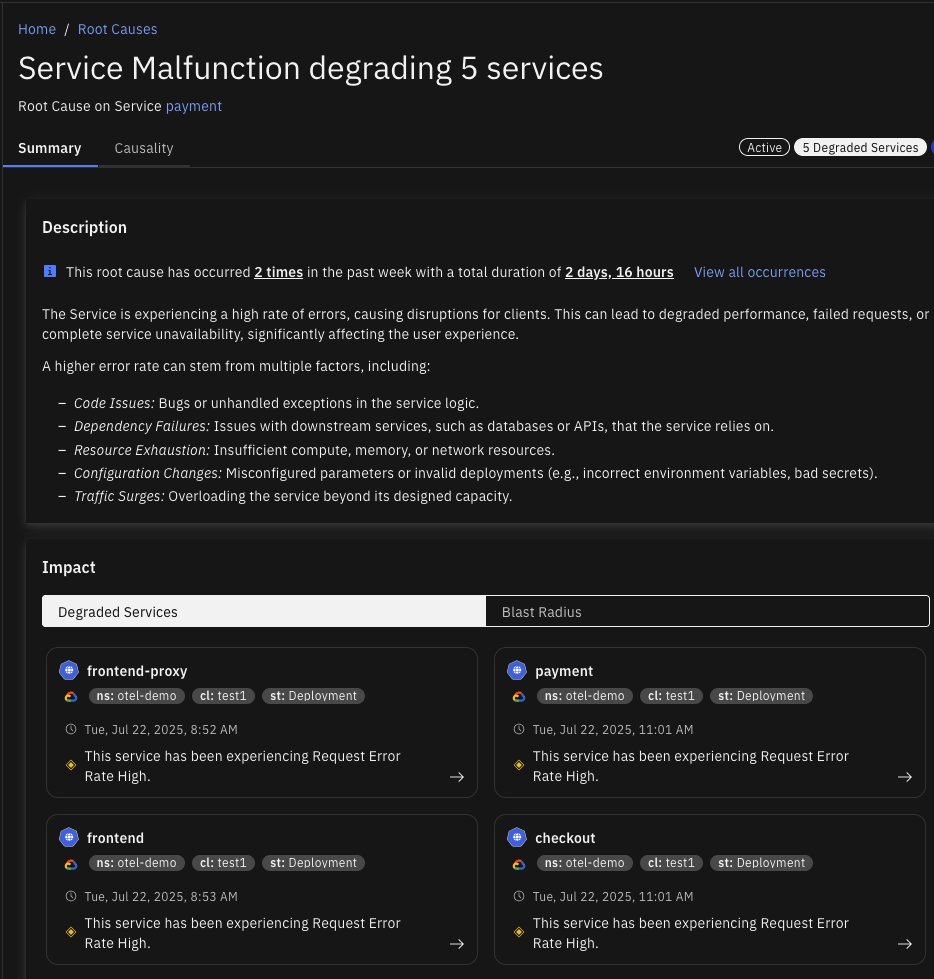 Home / Root Causes
Service Malfunction degrading 5 services
Root Cause on Service payment
Summary Causality Active 5 Degraded Services
Description
This root cause has occurred 2 times in the past week with a total duration of 2 days, 16 hours View all occurrences
The Service is experiencing a high rate of errors, causing disruptions for clients. This can lead to degraded performance, failed requests, or
complete service unavailability, significantly affecting the user experience.
A higher error rate can stem from multiple factors, including:
– Code Issues: Bugs or unhandled exceptions in the service logic.
– Dependency Failures: Issues with downstream services, such as databases or APIs, that the service relies on.
– Resource Exhaustion: Insufficient compute, memory, or network resources.
– Configuration Changes: Misconfigured parameters or invalid deployments (e.g., incorrect environment variables, bad secrets).
– Traffic Surges: Overloading the service beyond its designed capacity.
Impact
Degraded Services Blast Radius
frontend-proxy
ns: otel-demo cl: test1 st: Deployment
Tue, Jul 22, 2025, 8:52 AM
This service has been experiencing Request Error
Rate High.
payment
ns: otel-demo cl: test1 st: Deployment
Tue, Jul 22, 2025, 11:01 AM
This service has been experiencing Request Error
Rate High.
frontend
ns: otel-demo cl: test1 st: Deployment
Tue, Jul 22, 2025, 8:53 AM
This service has been experiencing Request Error
Rate High.
checkout
ns: otel-demo cl: test1 st: Deployment
Tue, Jul 22, 2025, 11:01 AM
This service has been experiencing Request Error
Rate High.